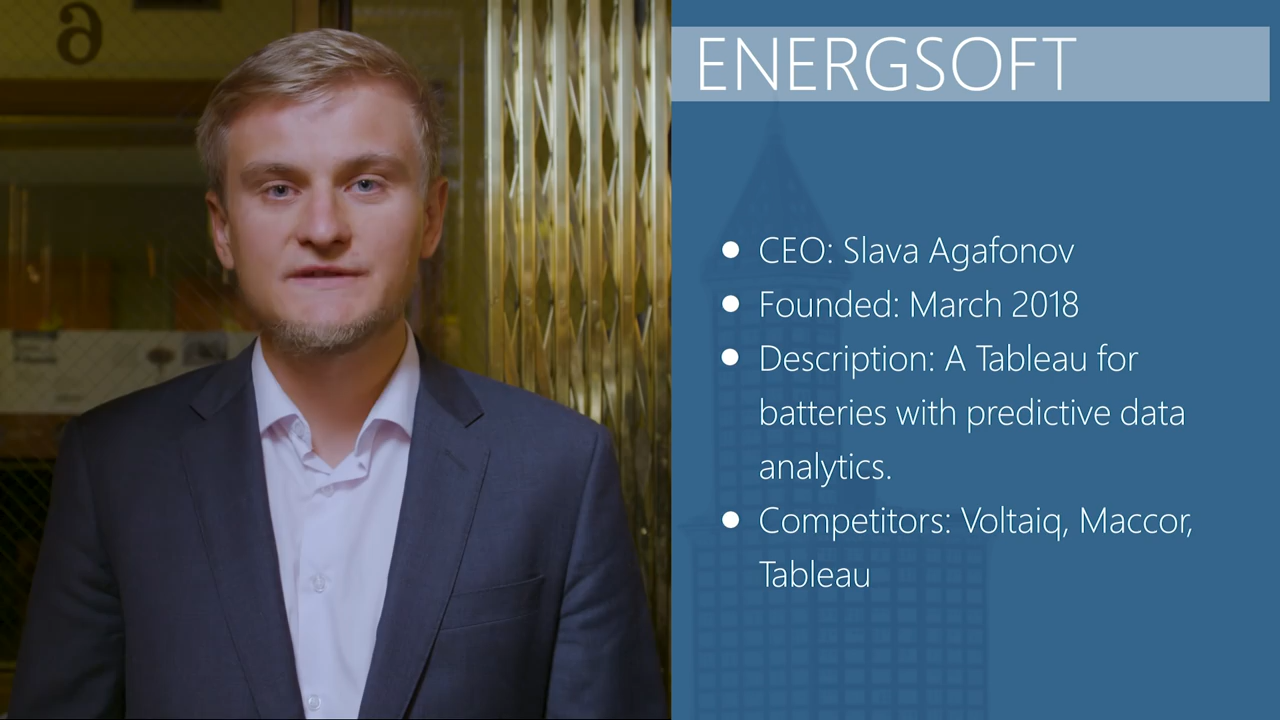 6
ENERGSOFT
● CEO: Slava Agafonov
● Founded: March 2018
● Description: A Tableau for
batteries with predictive data
analytics.
● Competitors: Voltaiq, Maccor,
Tableau